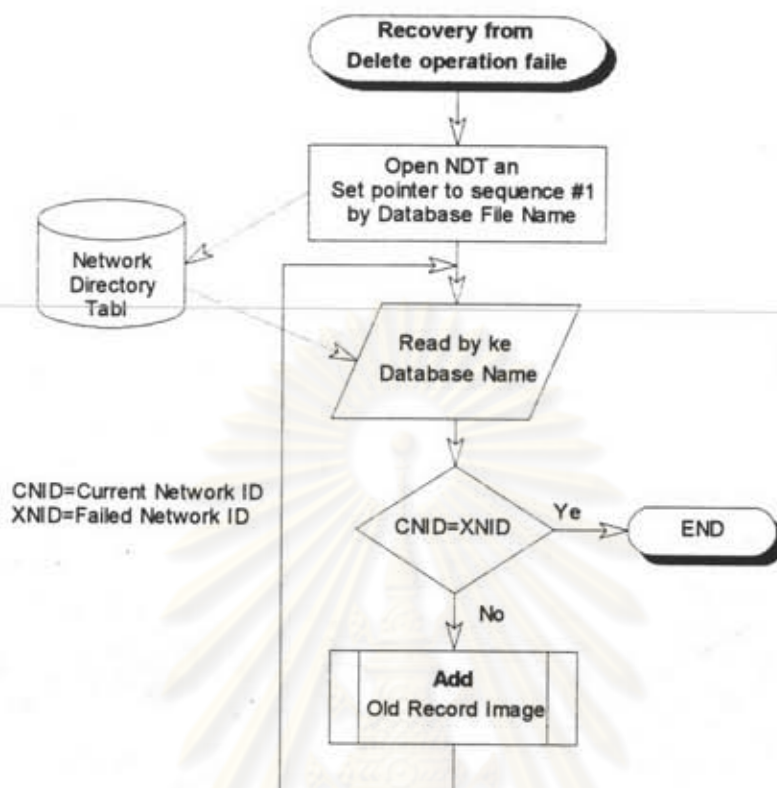 Recovery from
Delete operation faile
Open NDT an
Set pointer to sequence #1
by Database File Name
Network
Directory
Tabl
Read by ke
Database Name
CNID=Current Network ID
XNID=Failed Network ID
CNID=XNID
Ye
END
No
Add
Old Record Image